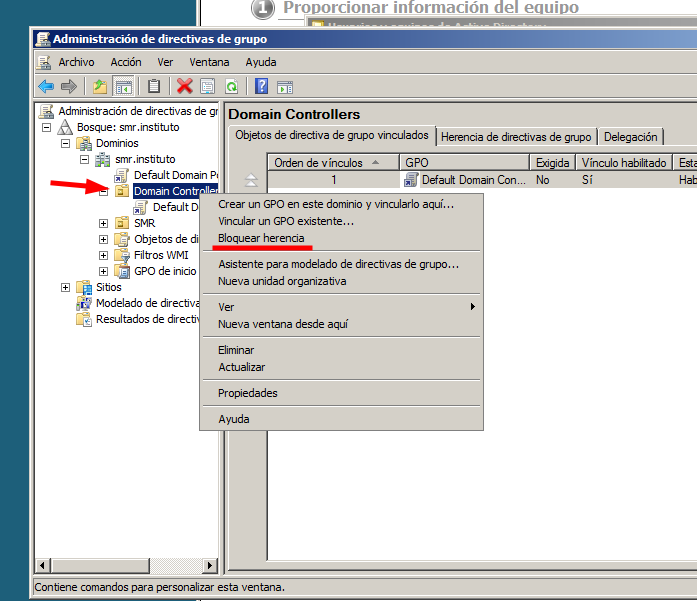 1 Proporcionar información del equipo
Administración de directivas de grupo
Archivo Acción Ver Ventana Ayuda
Administración de directivas de gr
Bosque: smr.instituto
Dominios
smr.instituto
Default Domain Po
Domain Controller
Default D
SMR
Objetos de di
Filtros WMI
GPO de inicio
Sitios
Modelado de directiva
Resultados de directiv
Domain Controllers
Objetos de directiva de grupo vinculados Herencia de directivas de grupo Delegación
Orden de vínculos GPO Exigida Vínculo habilitado Esta
1 Default Domain Con... No Sí Hab
Crear un GPO en este dominio y vincularlo aquí...
Vincular un GPO existente...
Bloquear herencia
Asistente para modelado de directivas de grupo...
Nueva unidad organizativa
Ver
Nueva ventana desde aquí
Eliminar
Actualizar
Propiedades
Ayuda
Contiene comandos para personalizar esta ventana.